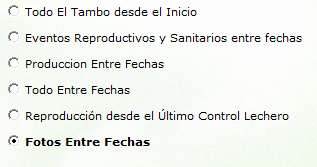 Todo El Tambo desde el Inicio
Eventos Reproductivos y Sanitarios entre fechas
Produccion Entre Fechas
Todo Entre Fechas
Reproducción desde el Último Control Lechero
Fotos Entre Fechas